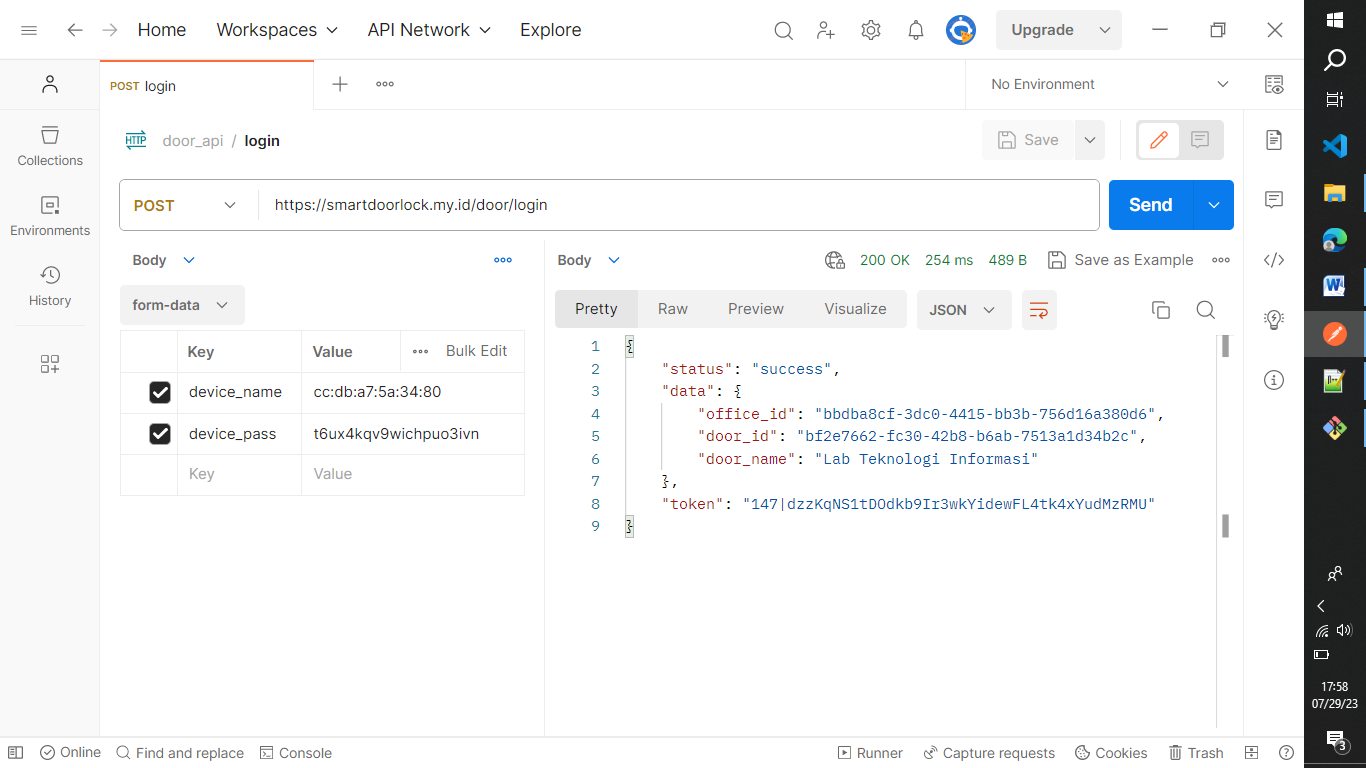 Home Workspaces API Network Explore Upgrade
POST login No Environment
HTTP door_api / login Save
Collections
Environments
History
POST https://smartdoorlock.my.id/door/login Send
Body
form-data
Key Value Bulk Edit
device_name cc:db:a7:5a:34:80
device_pass t6ux4kqv9wichpuo3ivn
Key Value
Body 200 OK 254 ms 489 B Save as Example
Pretty Raw Preview Visualize JSON
1 {
2 "status": "success",
3 "data": {
4 "office_id": "bbdba8cf-3dc0-4415-bb3b-756d16a380d6",
5 "door_id": "bf2e7662-fc30-42b8-b6ab-7513a1d34b2c",
6 "door_name": "Lab Teknologi Informasi"
7 },
8 "token": "147|dzzKqNS1tDOdkb9Ir3wkYidewFL4tk4xYudMzRMU"
9 }
Online Find and replace Console Runner Capture requests Cookies Trash
17:58
07/29/23
3